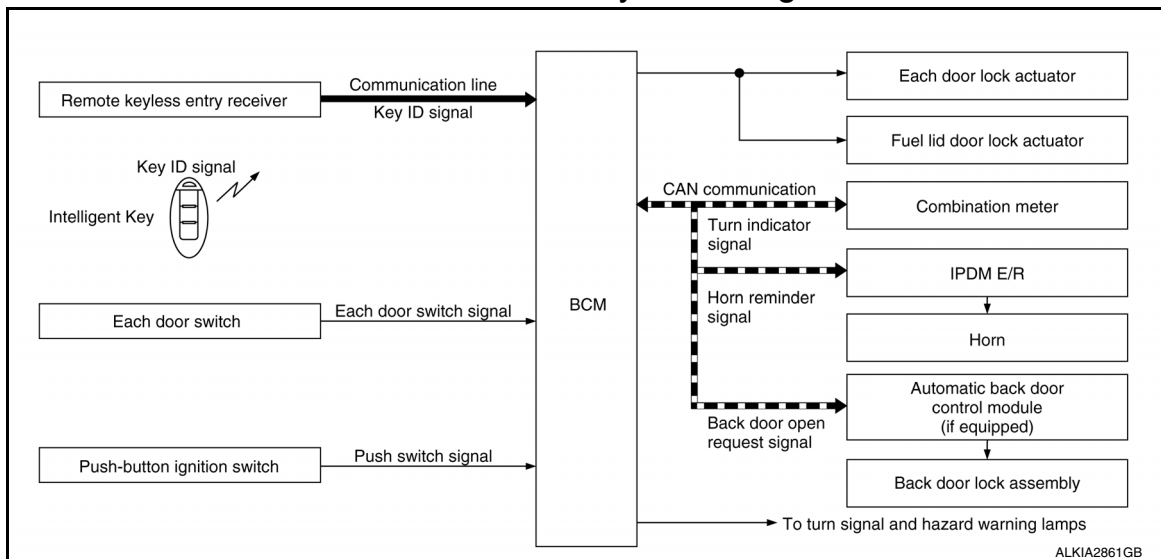 Communication line
Remote keyless entry receiver
Key ID signal
Key ID signal
Intelligent Key
Each door switch
Each door switch signal
Push-button ignition switch
Push switch signal
BCM
Each door lock actuator
Fuel lid door lock actuator
CAN communication
Combination meter
Turn indicator
signal
IPDM E/R
Horn reminder
signal
Horn
Automatic back door
control module
(if equipped)
Back door open
request signal
Back door lock assembly
To turn signal and hazard warning lamps
ALKIA2861GB